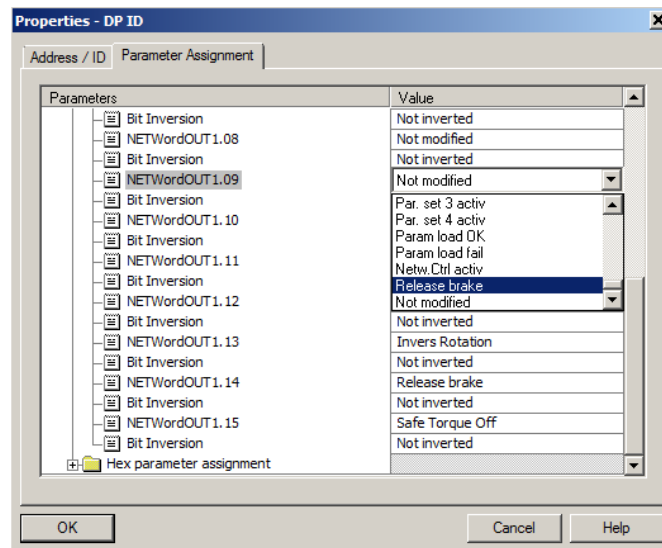 Properties - DP ID
Address / ID Parameter Assignment
Parameters Value
Bit Inversion Not inverted
NETWordOUT1.08 Not modified
Bit Inversion Not inverted
NETWordOUT1.09 Not modified
Bit Inversion Par. set 3 activ
NETWordOUT1.10 Par. set 4 activ
Bit Inversion Param load OK
NETWordOUT1.11 Param load fail
Bit Inversion Netw.Ctrl activ
NETWordOUT1.12 Release brake
Not modified
Bit Inversion Not inverted
NETWordOUT1.13 Invers Rotation
Bit Inversion Not inverted
NETWordOUT1.14 Release brake
Bit Inversion Not inverted
NETWordOUT1.15 Safe Torque Off
Bit Inversion Not inverted
Hex parameter assignment
OK Cancel Help